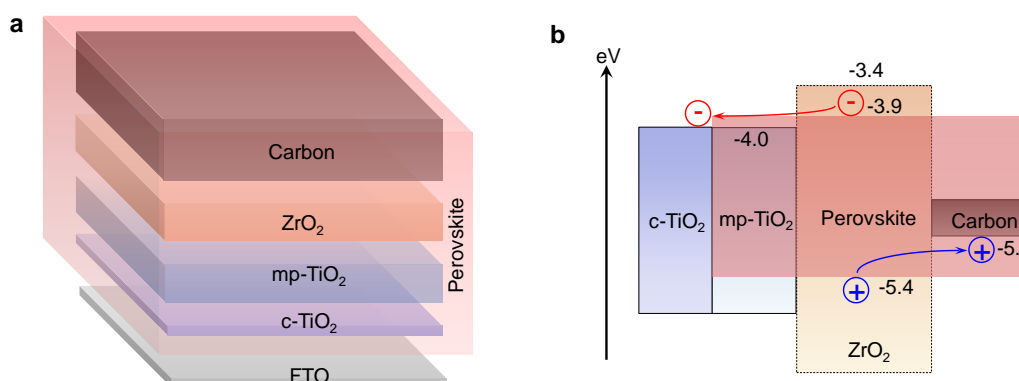 a
Carbon
ZrO₂
mp-TiO₂
c-TiO₂
FTO
Perovskite
b
eV
-3.4
-3.9
-4.0
c-TiO₂
mp-TiO₂
Perovskite
Carbon
-5.
-5.4
ZrO₂